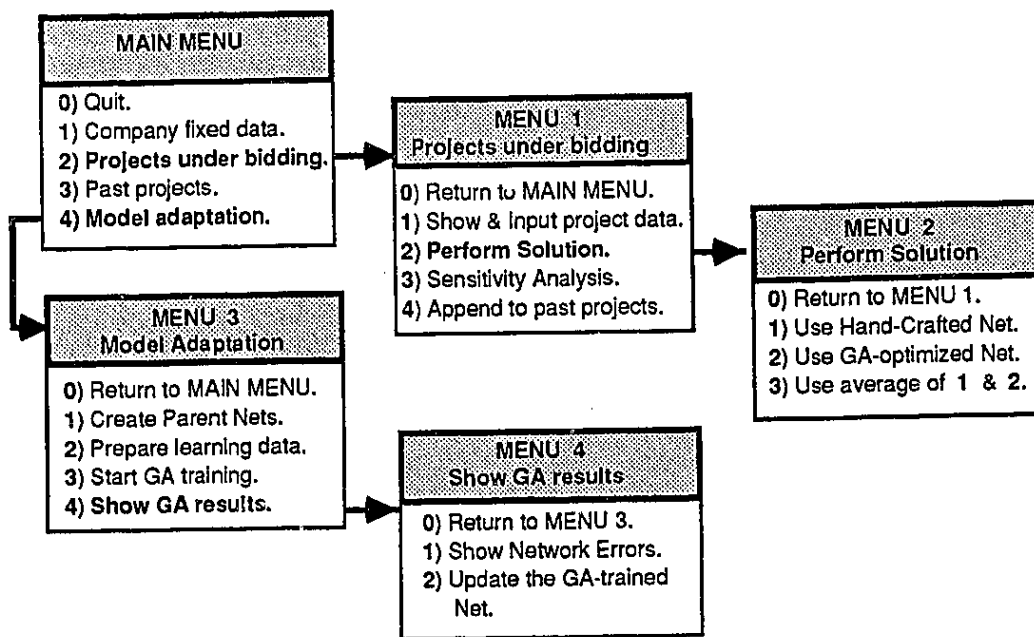 MAIN MENU
0) Quit.
1) Company fixed data.
2) Projects under bidding.
3) Past projects.
4) Model adaptation.
MENU 1
Projects under bidding
0) Return to MAIN MENU.
1) Show & Input project data.
2) Perform Solution.
3) Sensitivity Analysis.
4) Append to past projects.
MENU 2
Perform Solution
0) Return to MENU 1.
1) Use Hand-Crafted Net.
2) Use GA-optimized Net.
3) Use average of 1 & 2.
MENU 3
Model Adaptation
0) Return to MAIN MENU.
1) Create Parent Nets.
2) Prepare learning data.
3) Start GA training.
4) Show GA results.
MENU 4
Show GA results
0) Return to MENU 3.
1) Show Network Errors.
2) Update the GA-trained
Net.